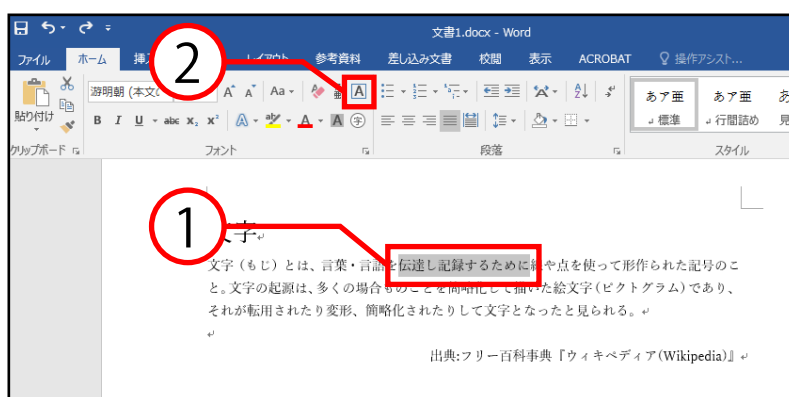 文書1.docx - Word
ファイル ホーム 参考資料 差し込み文書 校閲 表示 ACROBAT 操作アシスト...
2
游明朝 (本文 A A Aa A
あア亜 あア亜
貼り付け B I U abc x₂ x² A A A 字
標準 行間詰め
クリップボード フォント 段落 スタイル
1
字
文字（もじ）とは、言葉・言語を伝達し記録するために線や点を使って形作られた記号のこ
と。文字の起源は、多くの場合ものごとを簡略化して描いた絵文字（ピクトグラム）であり、
それが転用されたり変形、簡略化されたりして文字となったと見られる。
出典:フリー百科事典『ウィキペディア(Wikipedia)』